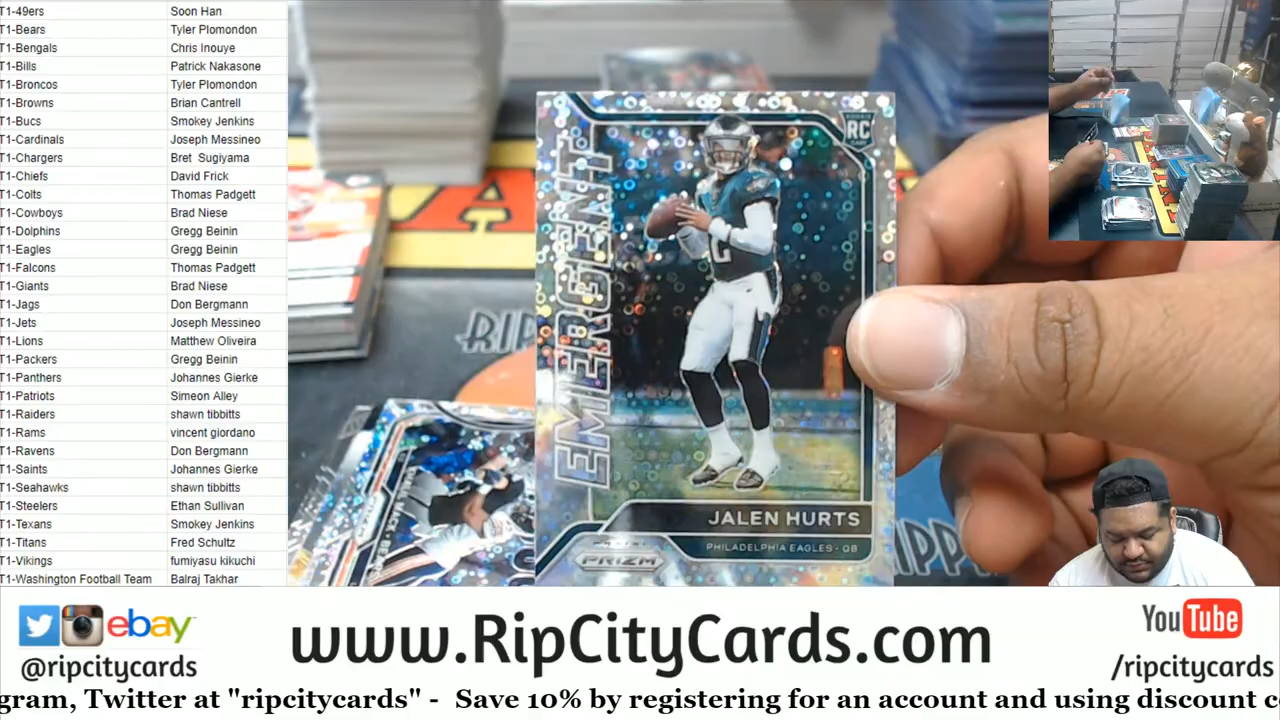 T1-49ers Soon Han
T1-Bears Tyler Plomondon
T1-Bengals Chris Inouye
T1-Bills Patrick Nakasone
T1-Broncos Tyler Plomondon
T1-Browns Brian Cantrell
T1-Bucs Smokey Jenkins
T1-Cardinals Joseph Messineo
T1-Chargers Bret Sugiyama
T1-Chiefs David Frick
T1-Colts Thomas Padgett
T1-Cowboys Brad Niese
T1-Dolphins Gregg Beinin
T1-Eagles Gregg Beinin
T1-Falcons Thomas Padgett
T1-Giants Brad Niese
T1-Jags Don Bergmann
T1-Jets Joseph Messineo
T1-Lions Matthew Oliveira
T1-Packers Gregg Beinin
T1-Panthers Johannes Gierke
T1-Patriots Simeon Alley
T1-Raiders shawn tibbitts
T1-Rams vincent giordano
T1-Ravens Don Bergmann
T1-Saints Johannes Gierke
T1-Seahawks shawn tibbitts
T1-Steelers Ethan Sullivan
T1-Texans Smokey Jenkins
T1-Titans Fred Schultz
T1-Vikings fumiyasu kikuchi
T1-Washington Football Team Balraj Takhar
RC
EMERGENT
JALEN HURTS
PHILADELPHIA EAGLES - QB
PRIZM
RIP
ebay
@ripcitycards
www.RipCityCards.com
YouTube
/ripcitycards
gram, Twitter at "ripcitycards" - Save 10% by registering for an account and using discount c